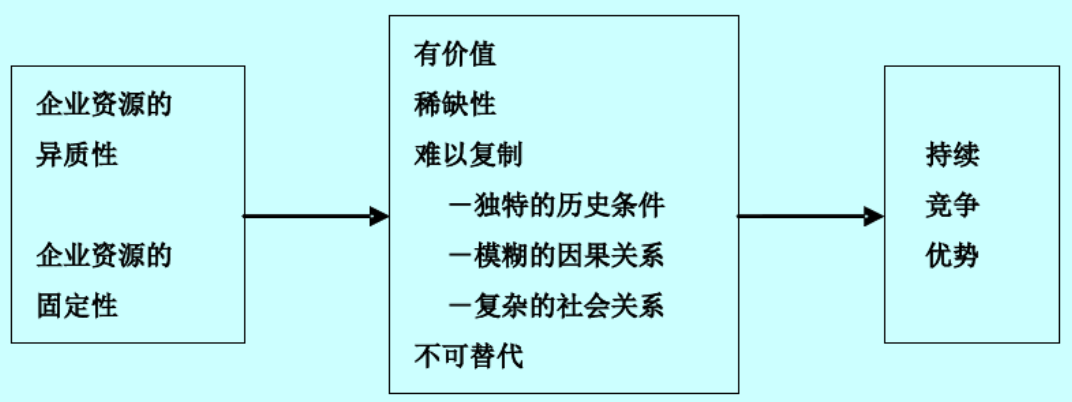 企业资源的
异质性
企业资源的
固定性
有价值
稀缺性
难以复制
－独特的历史条件
－模糊的因果关系
－复杂的社会关系
不可替代
持续
竞争
优势